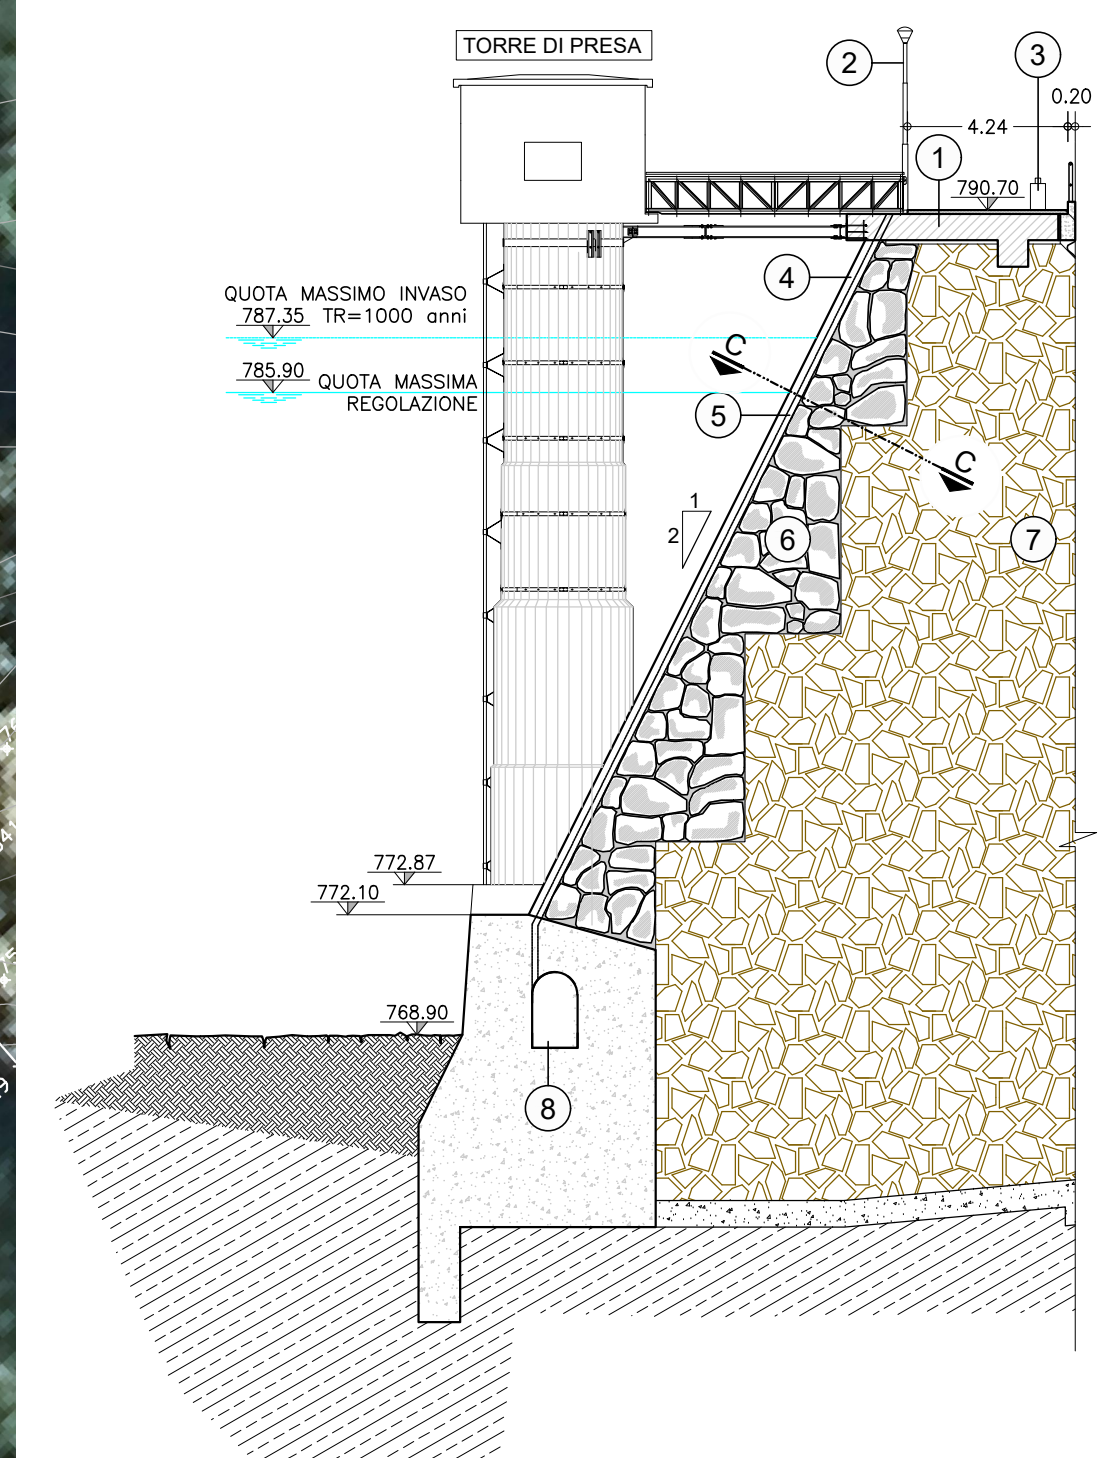 TORRE DI PRESA
2
3
0.20
4.24
1
790.70
4
QUOTA MASSIMO INVASO
787.35 TR=1000 anni
785.90 QUOTA MASSIMA
REGOLAZIONE
C
5
C
1
2
6
7
772.87
772.10
768.90
8